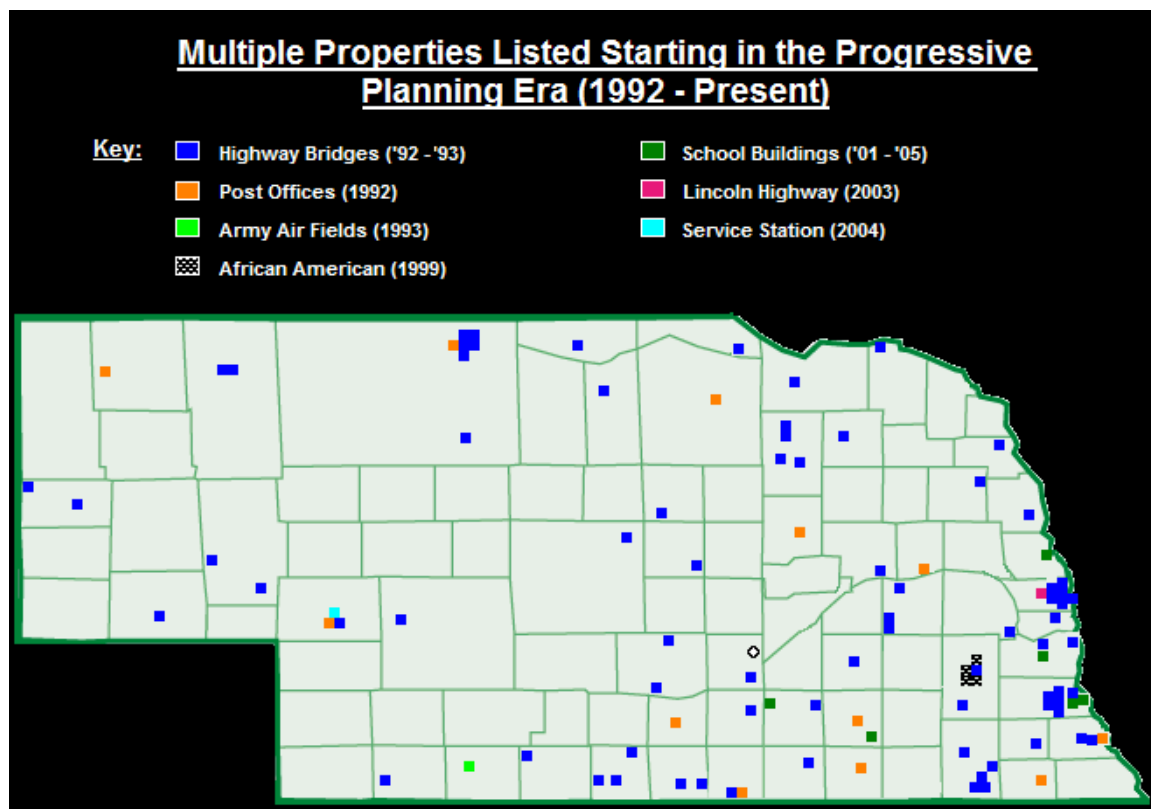 Multiple Properties Listed Starting in the Progressive
Planning Era (1992 - Present)
Key:
Highway Bridges ('92 -'93)
Post Offices (1992)
Army Air Fields (1993)
African American (1999)
School Buildings ('01 - '05)
Lincoln Highway (2003)
Service Station (2004)